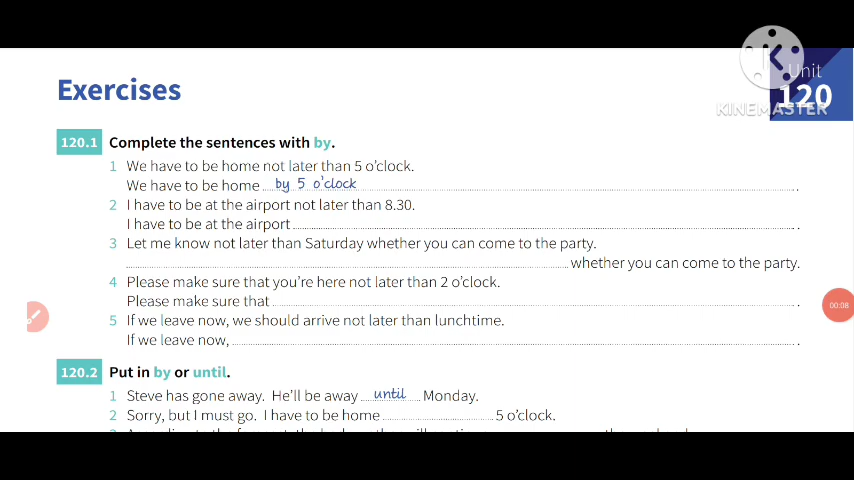 Exercises
Unit
120
KINEMASTER
120.1 Complete the sentences with by.
1 We have to be home not later than 5 o'clock.
We have to be home by 5 o'clock .
2 I have to be at the airport not later than 8.30.
I have to be at the airport .
3 Let me know not later than Saturday whether you can come to the party.
whether you can come to the party.
4 Please make sure that you're here not later than 2 o'clock.
Please make sure that .
5 If we leave now, we should arrive not later than lunchtime.
If we leave now, .
00:08
120.2 Put in by or until.
1 Steve has gone away. He'll be away until Monday.
2 Sorry, but I must go. I have to be home 5 o'clock.